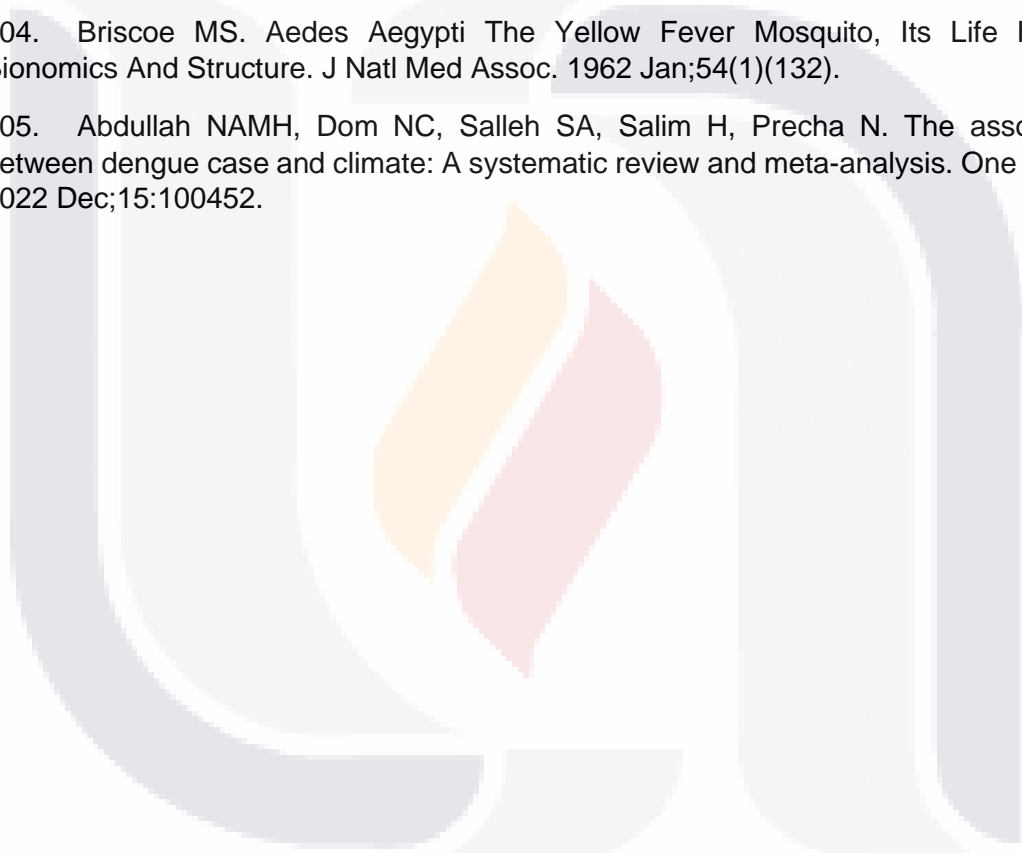 04. Briscoe MS. Aedes Aegypti The Yellow Fever Mosquito, Its Life
Bionomics And Structure. J Natl Med Assoc. 1962 Jan;54(1)(132).
05. Abdullah NAMH, Dom NC, Salleh SA, Salim H, Precha N. The asso
etween dengue case and climate: A systematic review and meta-analysis. One
022 Dec;15:100452.